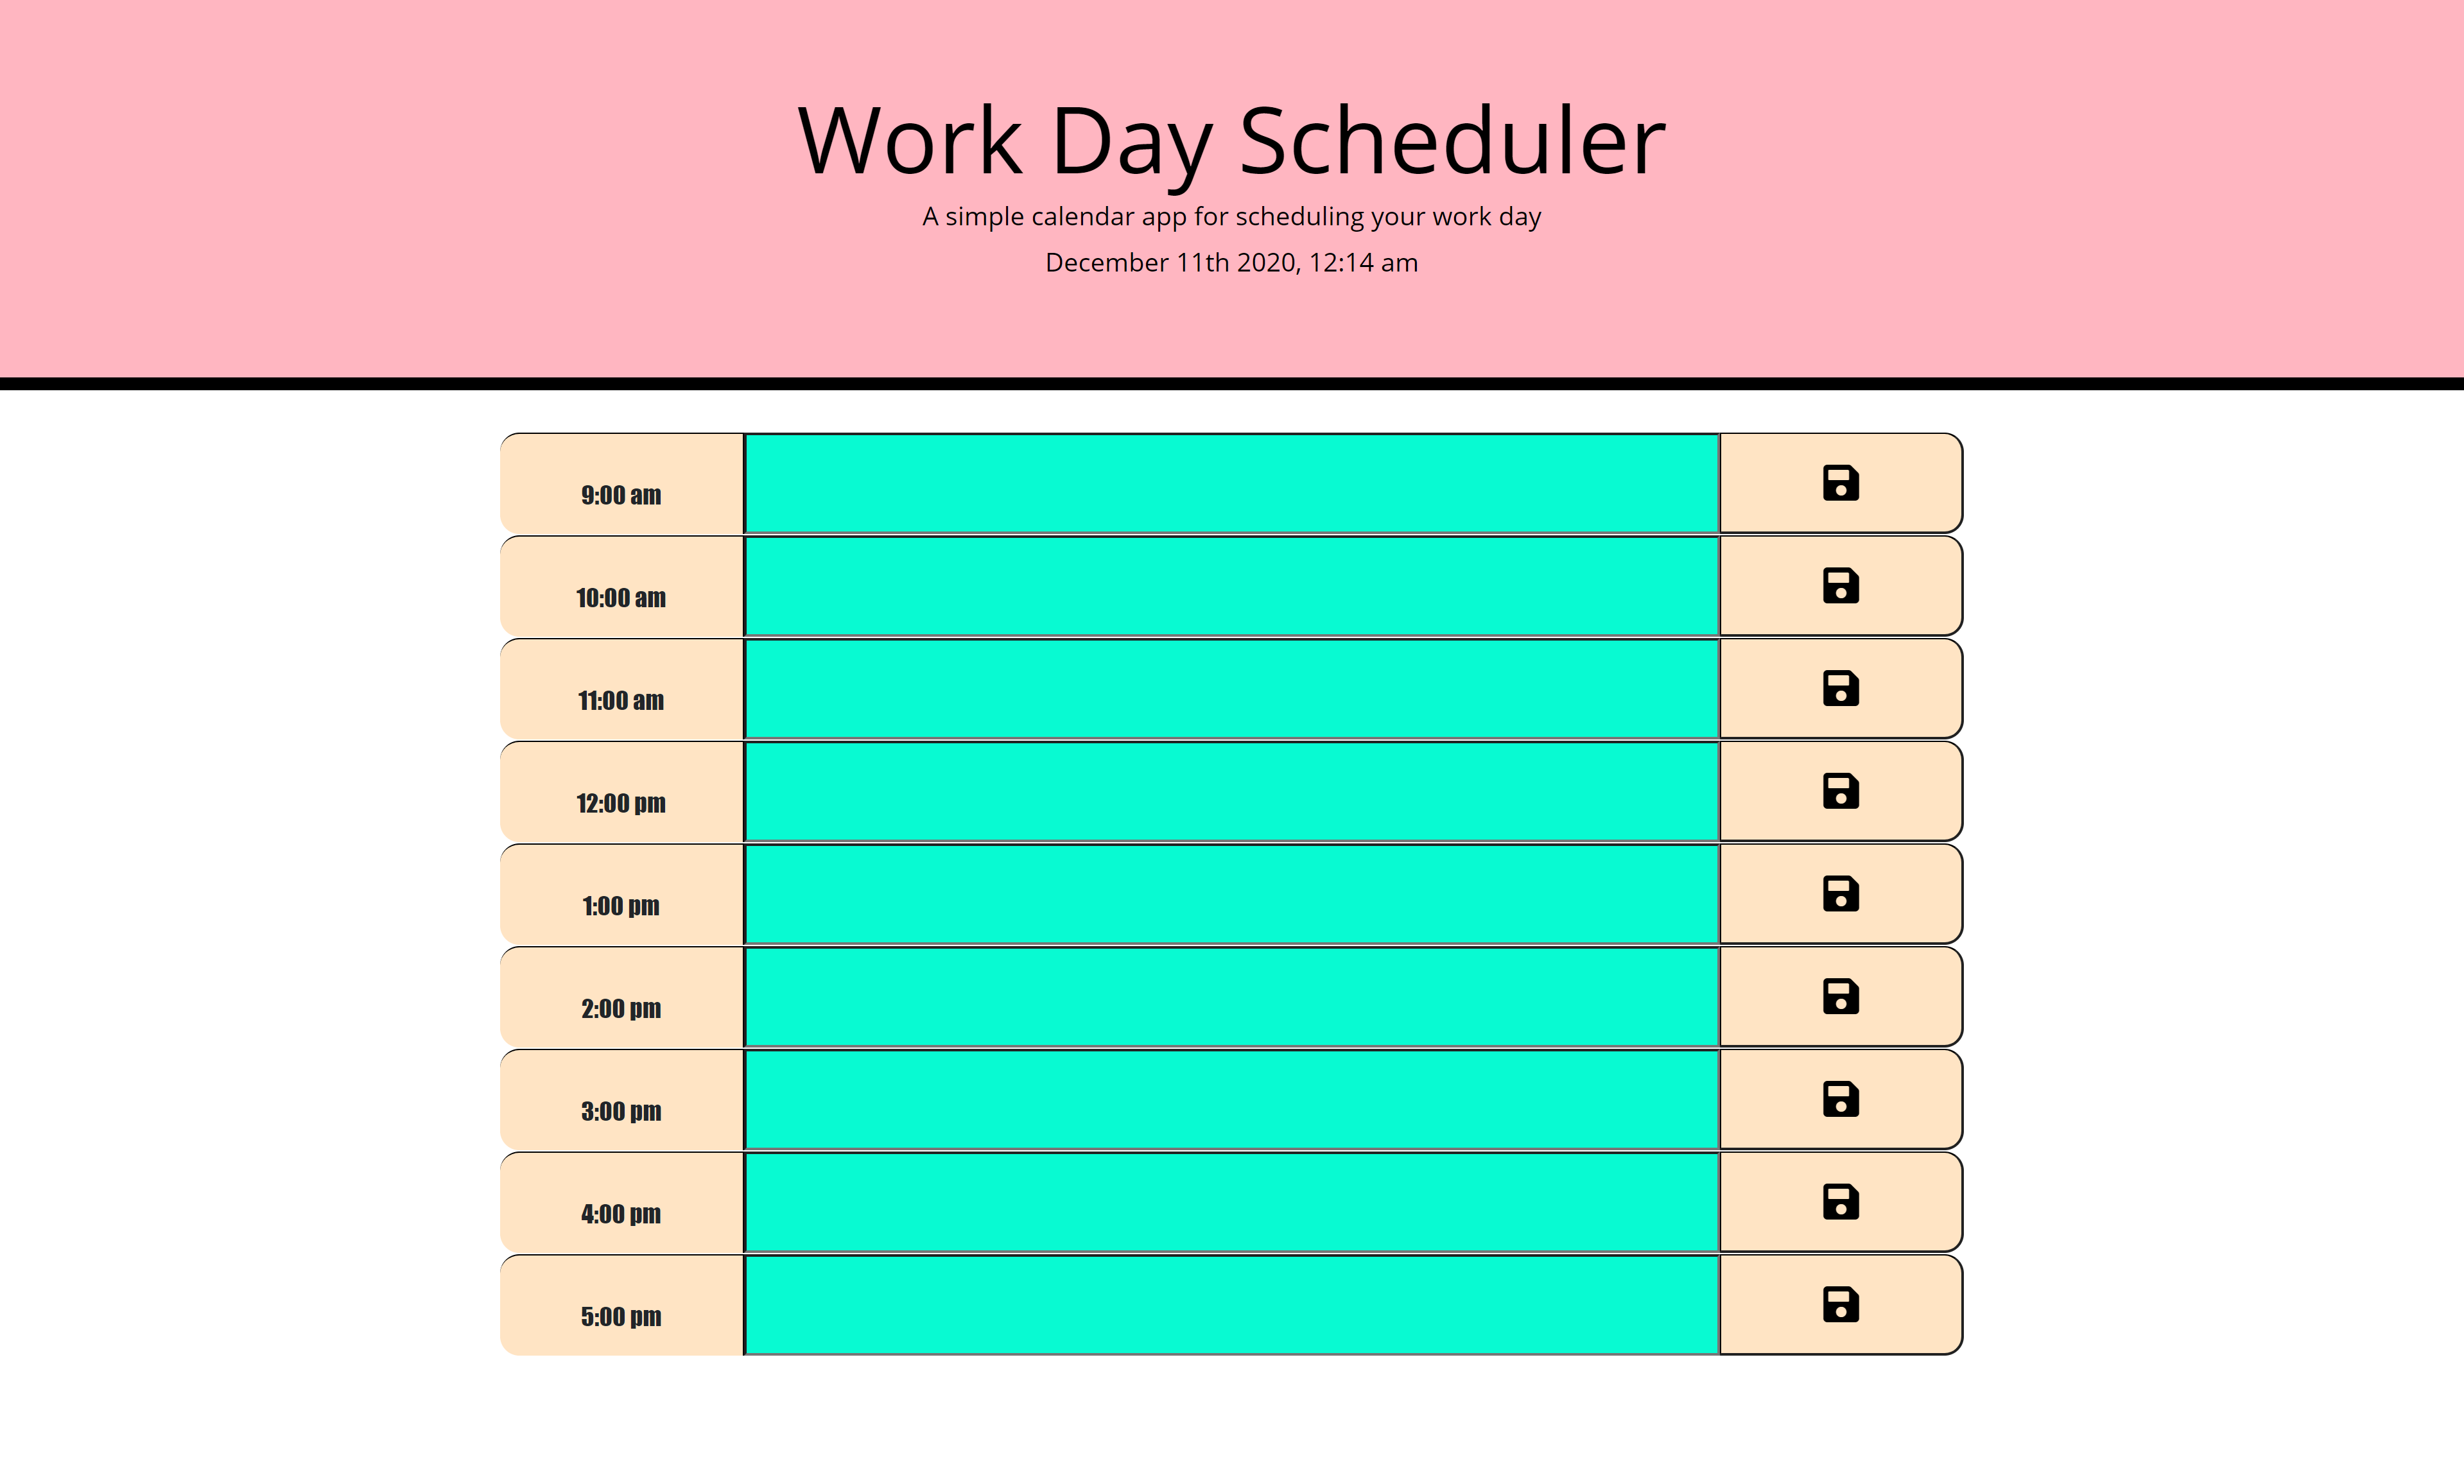 Work Day Scheduler
A simple calendar app for scheduling your work day
December 11th 2020, 12:14 am
9:00 am
10:00 am
11:00 am
12:00 pm
1:00 pm
2:00 pm
3:00 pm
4:00 pm
5:00 pm